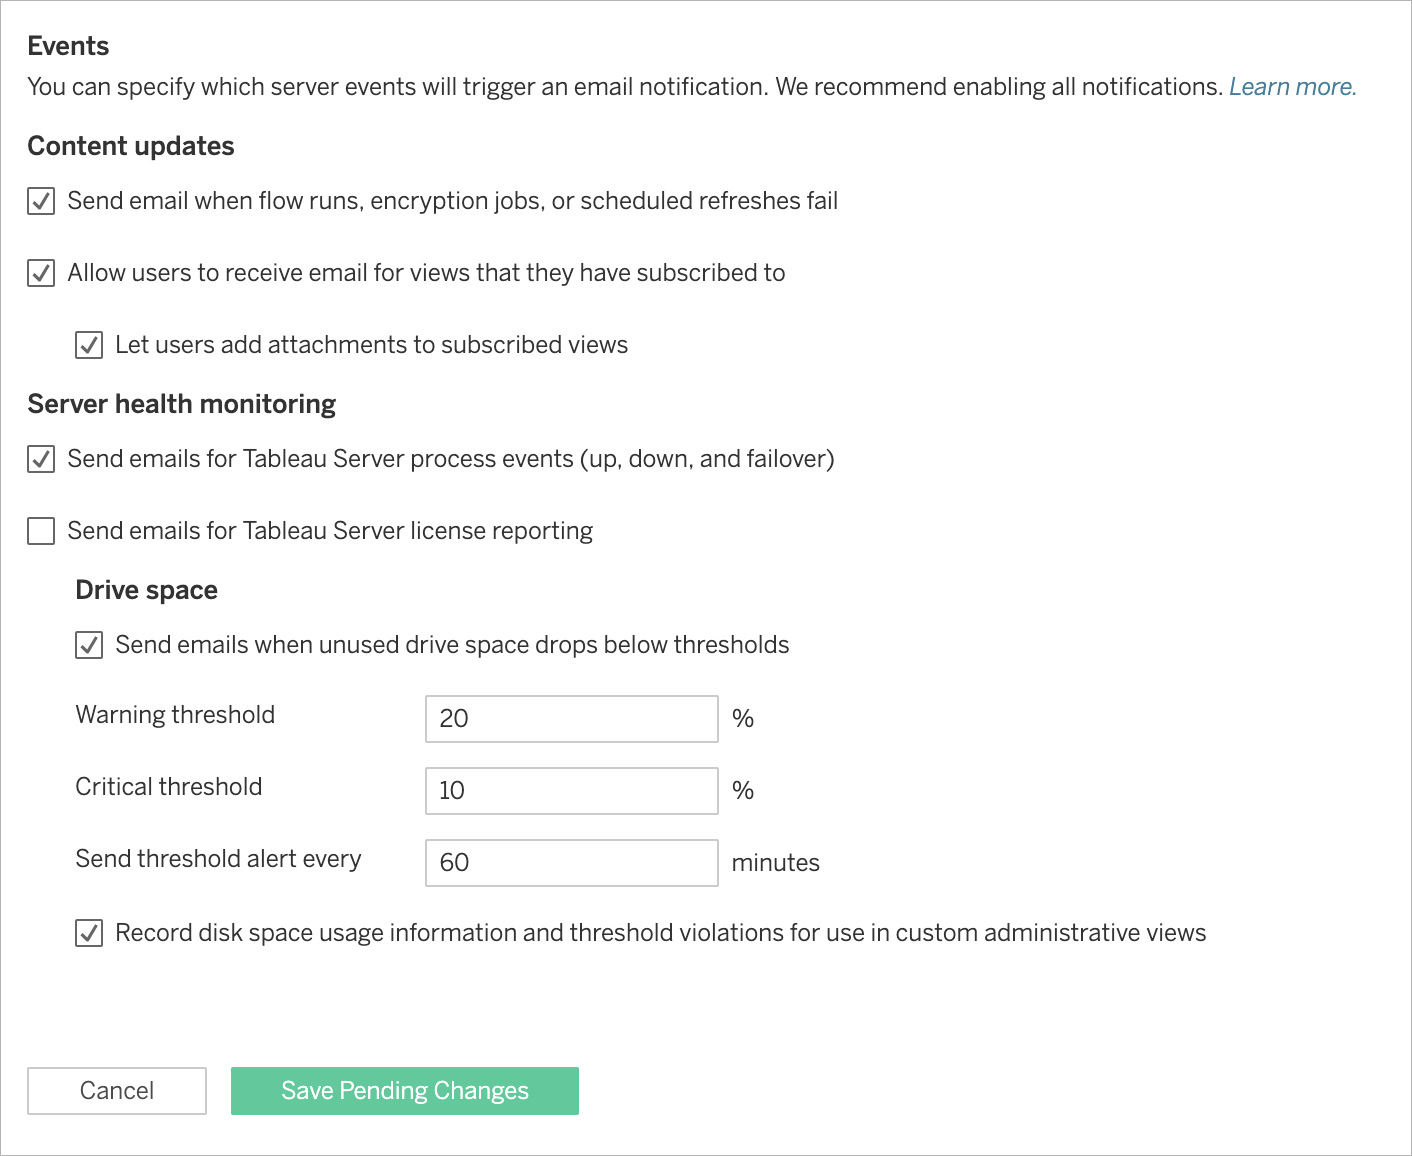 Events
You can specify which server events will trigger an email notification. We recommend enabling all notifications. Learn more.
Content updates
Send email when flow runs, encryption jobs, or scheduled refreshes fail
Allow users to receive email for views that they have subscribed to
Let users add attachments to subscribed views
Server health monitoring
Send emails for Tableau Server process events (up, down, and failover)
Send emails for Tableau Server license reporting
Drive space
Send emails when unused drive space drops below thresholds
Warning threshold 20 %
Critical threshold 10 %
Send threshold alert every 60 minutes
Record disk space usage information and threshold violations for use in custom administrative views
Cancel Save Pending Changes